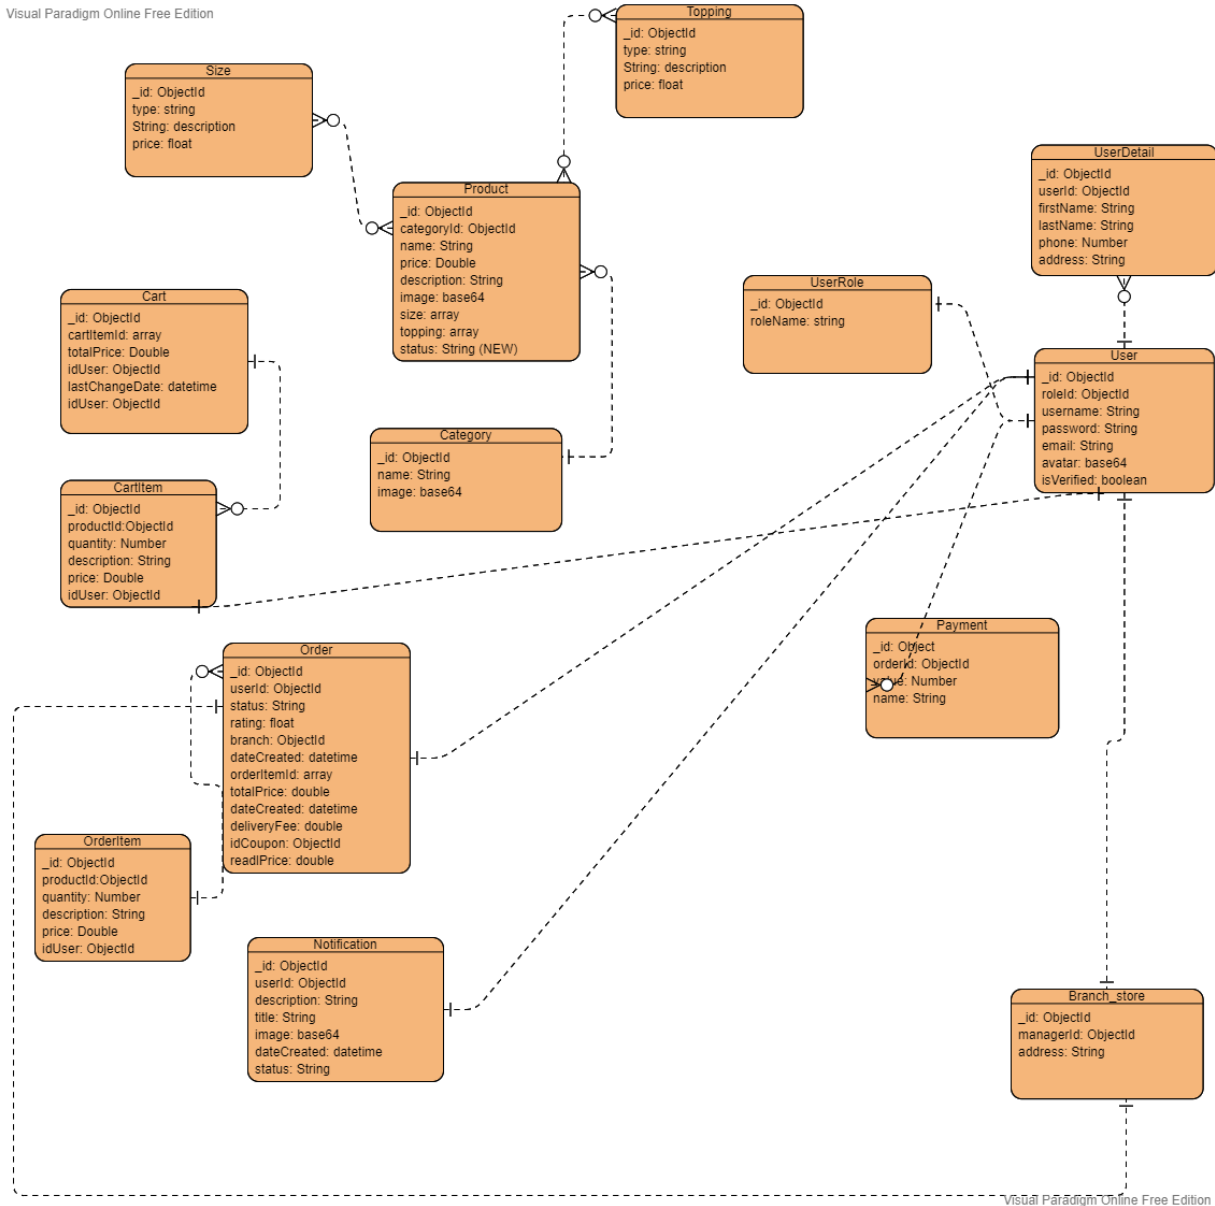 Visual Paradigm Online Free Edition
Topping
_id: ObjectId
type: string
String: description
price: float
Size
_id: ObjectId
type: string
String: description
price: float
UserDetail
_id: ObjectId
userId: ObjectId
firstName: String
lastName: String
phone: Number
address: String
Product
_id: ObjectId
categoryId: ObjectId
name: String
price: Double
description: String
image: base64
size: array
topping: array
status: String (NEW)
UserRole
_id: ObjectId
roleName: string
Cart
_id: ObjectId
cartItemId: array
totalPrice: Double
idUser: ObjectId
lastChangeDate: datetime
idUser: ObjectId
User
_id: ObjectId
roleId: ObjectId
username: String
password: String
email: String
avatar: base64
isVerified: boolean
Category
_id: ObjectId
name: String
image: base64
CartItem
_id: ObjectId
productId:ObjectId
quantity: Number
description: String
price: Double
idUser: ObjectId
Payment
_id: Object
orderId: ObjectId
value: Number
name: String
Order
_id: ObjectId
userId: ObjectId
status: String
rating: float
branch: ObjectId
dateCreated: datetime
orderItemId: array
totalPrice: double
dateCreated: datetime
deliveryFee: double
idCoupon: ObjectId
readlPrice: double
OrderItem
_id: ObjectId
productId:ObjectId
quantity: Number
description: String
price: Double
idUser: ObjectId
Notification
_id: ObjectId
userId: ObjectId
description: String
title: String
image: base64
dateCreated: datetime
status: String
Branch_store
_id: ObjectId
managerId: ObjectId
address: String
Visual Paradigm Online Free Edition